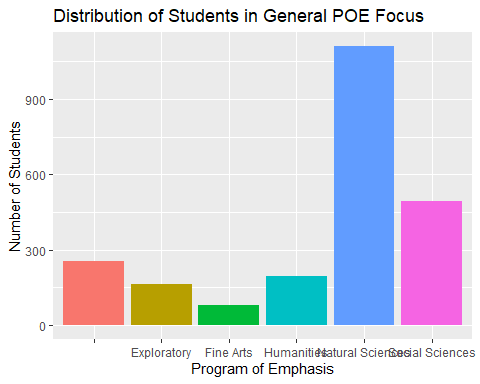 Distribution of Students in General POE Focus
Number of Students
900
600
300
0
Exploratory Fine Arts Humanities Natural Sciences Social Sciences
Program of Emphasis